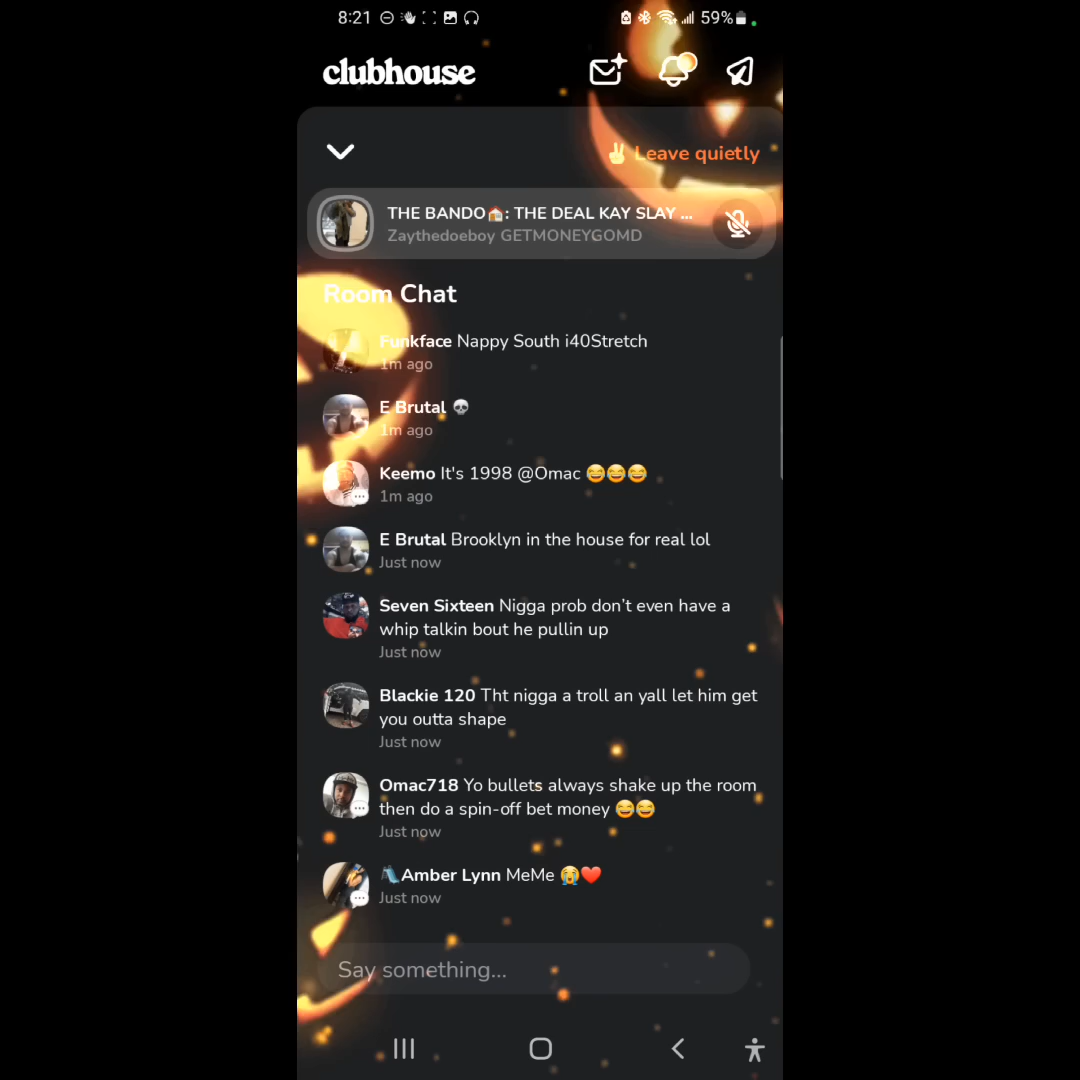 8:21 59%
clubhouse
✌️ Leave quietly
THE BANDO🏠: THE DEAL KAY SLAY ...
Zaythedoeboy GETMONEYGOMD
Room Chat
Funkface Nappy South i40Stretch
1m ago
E Brutal 💀
1m ago
Keemo It's 1998 @Omac 😂😂😂
1m ago
E Brutal Brooklyn in the house for real lol
Just now
Seven Sixteen Nigga prob don’t even have a
whip talkin bout he pullin up
Just now
Blackie 120 Tht nigga a troll an yall let him get
you outta shape
Just now
Omac718 Yo bullets always shake up the room
then do a spin-off bet money 😂😂
Just now
Amber Lynn MeMe 😭❤️
Just now
Say something...